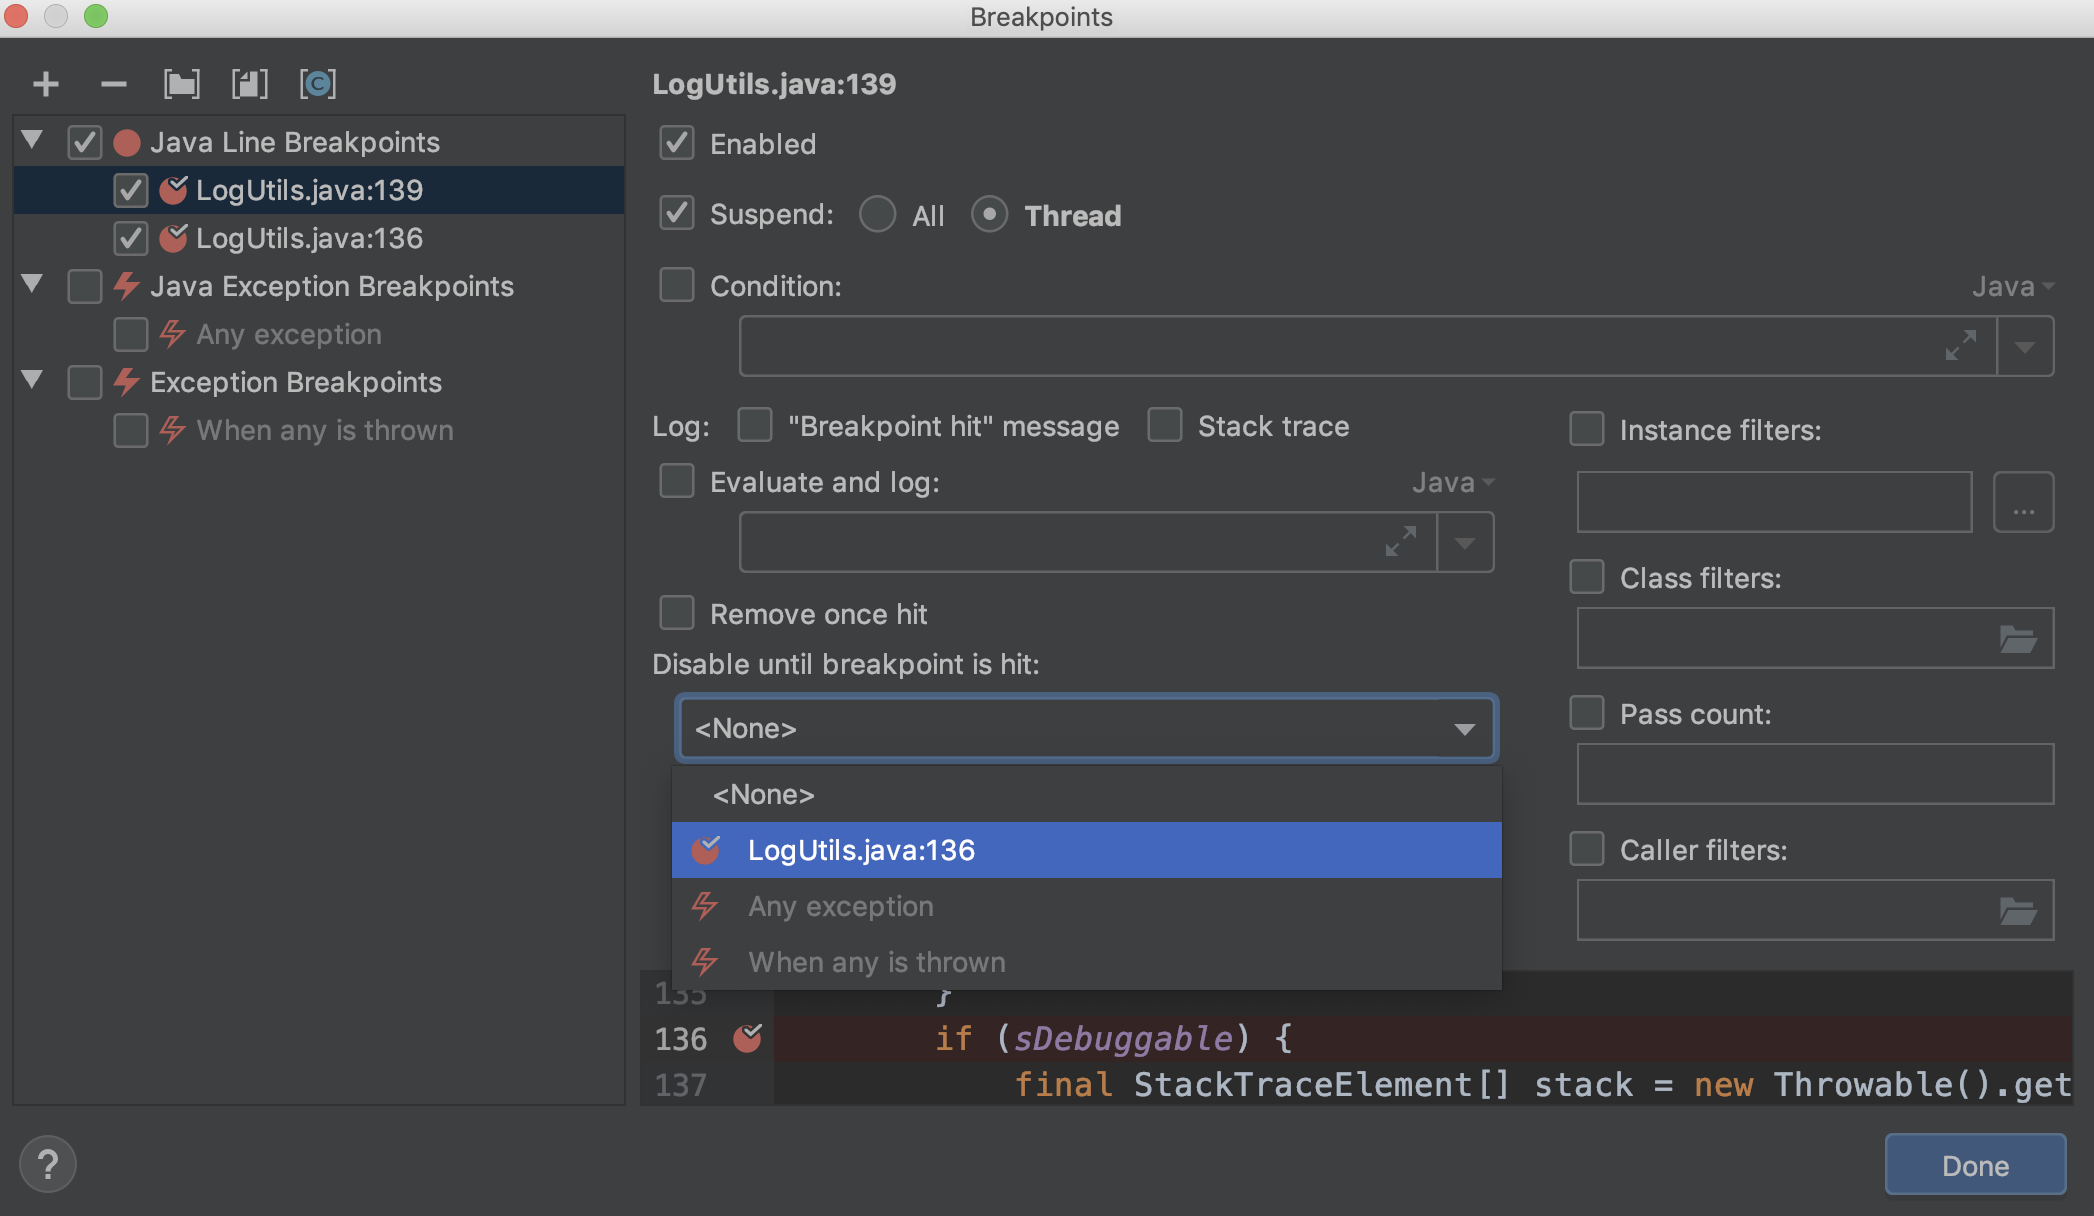 Breakpoints
LogUtils.java:139
Java Line Breakpoints
LogUtils.java:139
LogUtils.java:136
Java Exception Breakpoints
Any exception
Exception Breakpoints
When any is thrown
Enabled
Suspend: All Thread
Condition: Java
Log: "Breakpoint hit" message Stack trace
Evaluate and log: Java
Remove once hit
Disable until breakpoint is hit:
<None>
<None>
LogUtils.java:136
Any exception
When any is thrown
Instance filters:
...
Class filters:
Pass count:
Caller filters:
135 }
136 if (sDebuggable) {
137 final StackTraceElement[] stack = new Throwable().get
?
Done